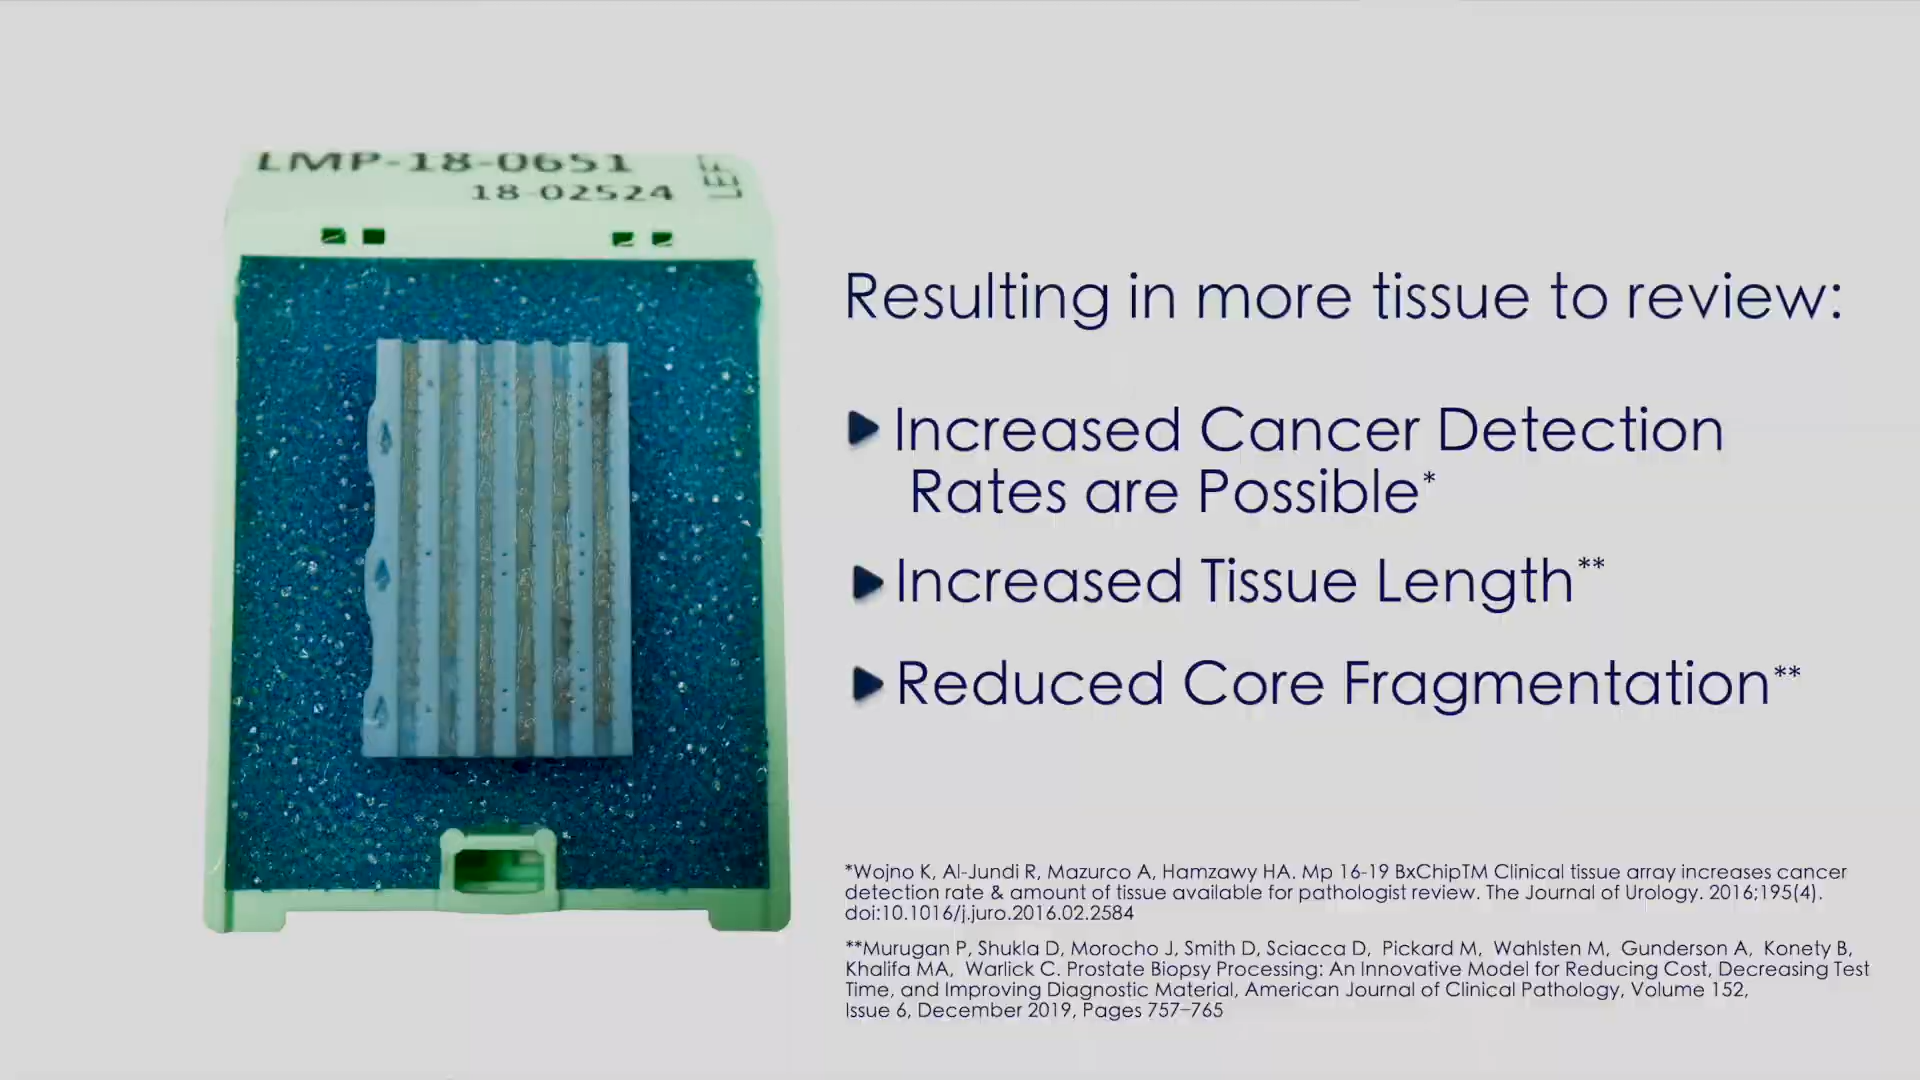 LMP-18-0651
18-02524
LEF
Resulting in more tissue to review:
Increased Cancer Detection
Rates are Possible*
Increased Tissue Length**
Reduced Core Fragmentation**
*Wojno K, Al-Jundi R, Mazurco A, Hamzawy HA. Mp 16-19 BxChipTM Clinical tissue array increases cancer
detection rate & amount of tissue available for pathologist review. The Journal of Urology. 2016;195(4).
doi:10.1016/j.juro.2016.02.2584
**Murugan P, Shukla D, Morocho J, Smith D, Sciacca D, Pickard M, Wahlsten M, Gunderson A, Konety B,
Khalifa MA, Warlick C. Prostate Biopsy Processing: An Innovative Model for Reducing Cost, Decreasing Test
Time, and Improving Diagnostic Material, American Journal of Clinical Pathology, Volume 152,
Issue 6, December 2019, Pages 757–765